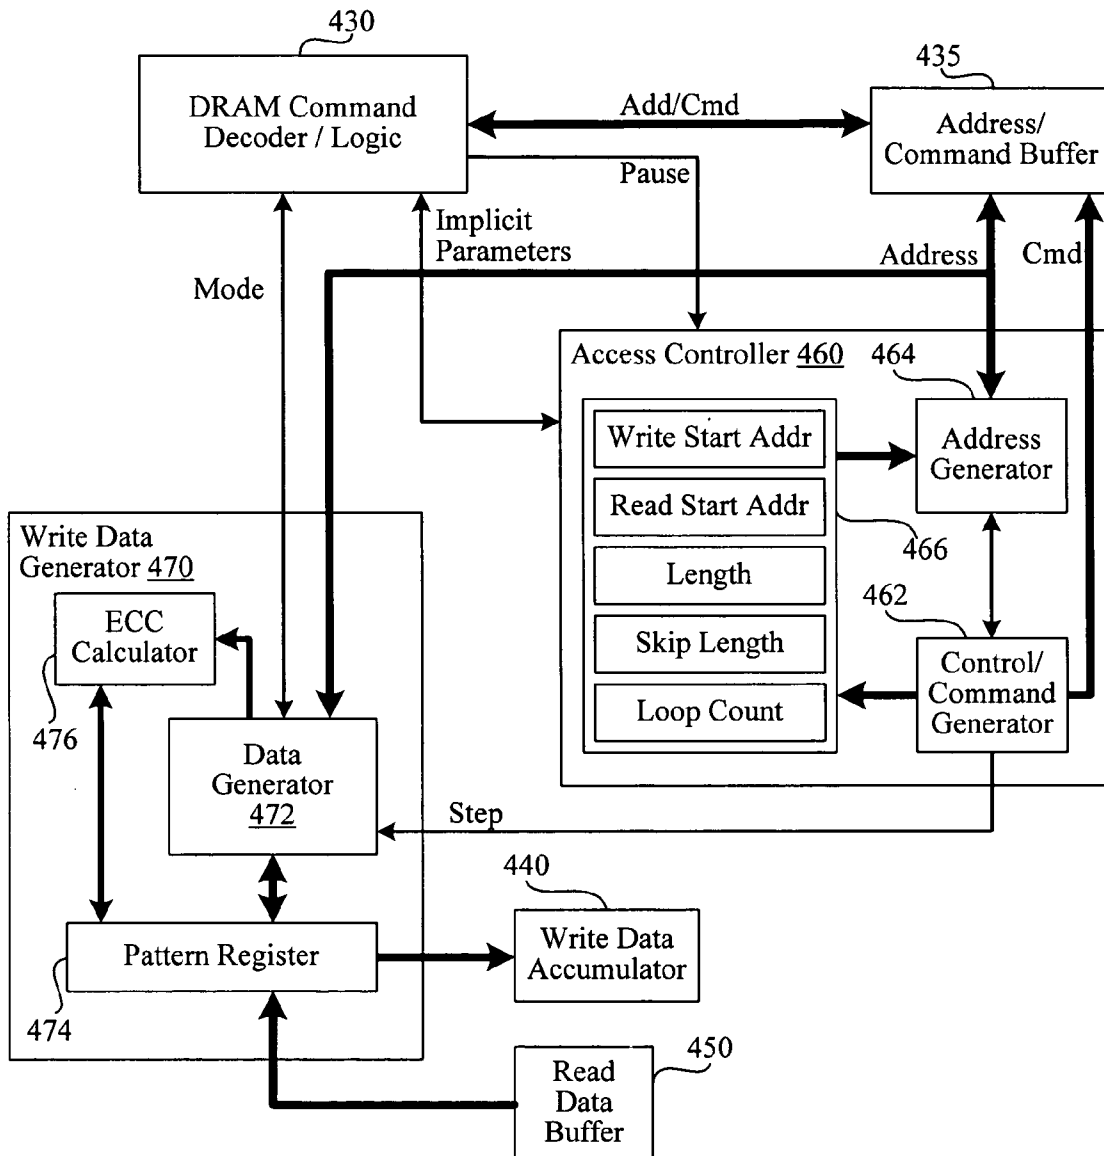 430
435
DRAM Command
Decoder / Logic
Add/Cmd
Address/
Command Buffer
Pause
Implicit
Parameters
Address
Cmd
Mode
Access Controller 460
464
Write Start Addr
Address
Generator
Read Start Addr
466
Write Data
Generator 470
Length
462
ECC
Calculator
Skip Length
Control/
Command
Generator
Loop Count
476
Data
Generator
472
Step
440
Pattern Register
Write Data
Accumulator
474
450
Read
Data
Buffer